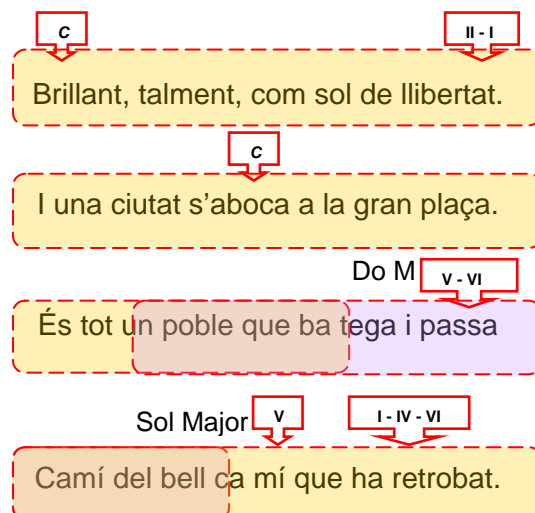 C II - I
Brillant, talment, com sol de llibertat.
C
I una ciutat s’aboca a la gran plaça.
Do M V - VI
És tot un poble que ba tega i passa
Sol Major V I - IV - VI
Camí del bell ca mí que ha retrobat.